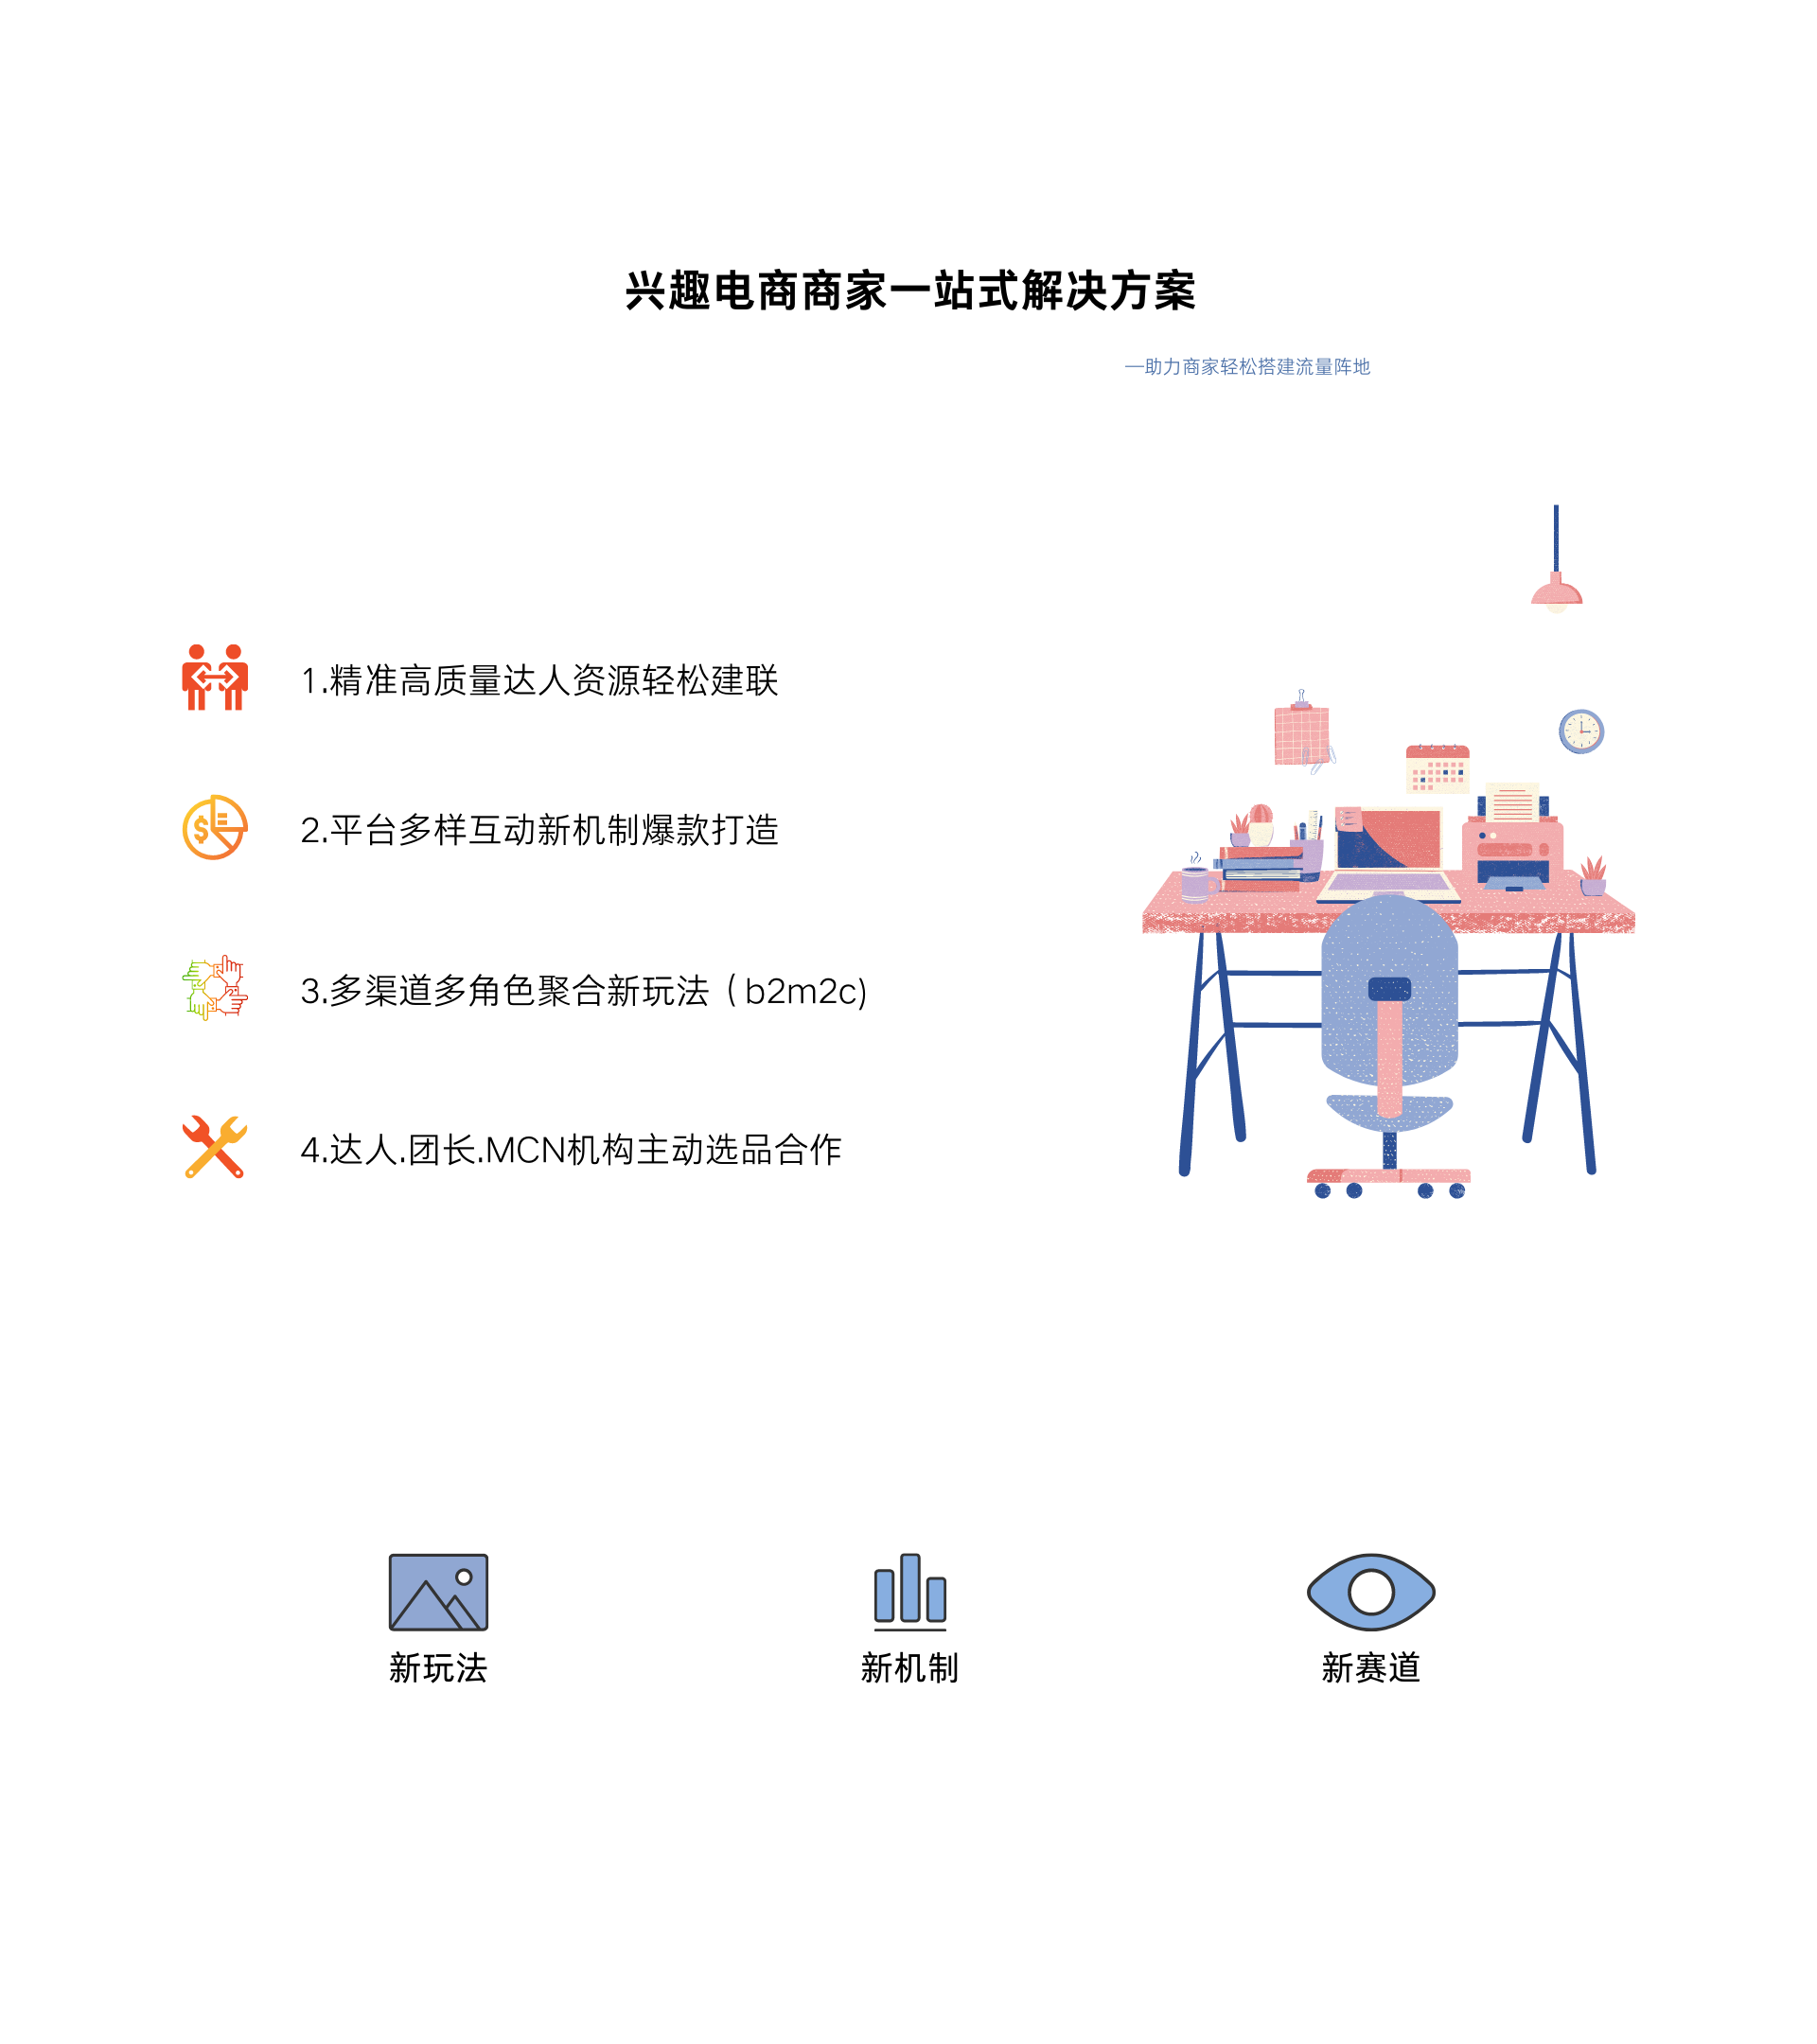 兴趣电商商家一站式解决方案
—助力商家轻松搭建流量阵地
1.精准高质量达人资源轻松建联
2.平台多样互动新机制爆款打造
3.多渠道多角色聚合新玩法（b2m2c)
4.达人.团长.MCN机构主动选品合作
新玩法
新机制
新赛道